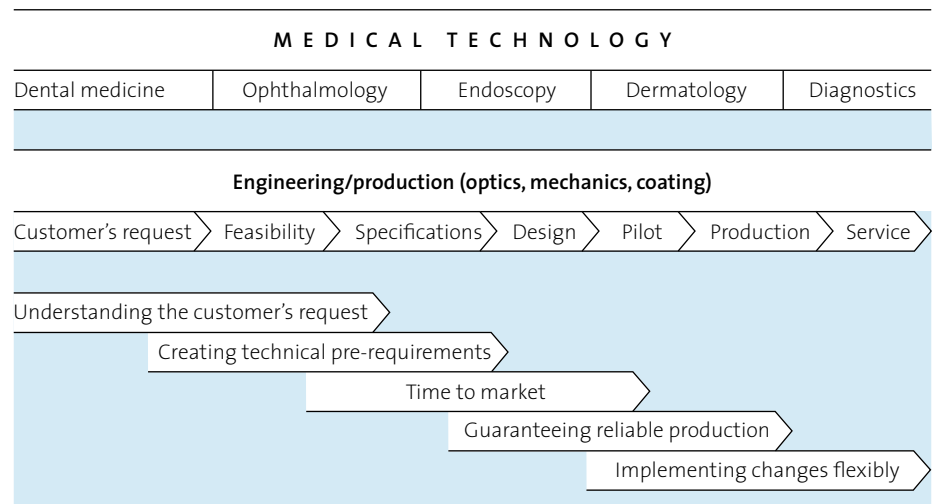 MEDICAL TECHNOLOGY
Dental medicine Ophthalmology Endoscopy Dermatology Diagnostics
Engineering/production (optics, mechanics, coating)
Customer’s request Feasibility Specifications Design Pilot Production Service
Understanding the customer’s request
Creating technical pre-requirements
Time to market
Guaranteeing reliable production
Implementing changes flexibly